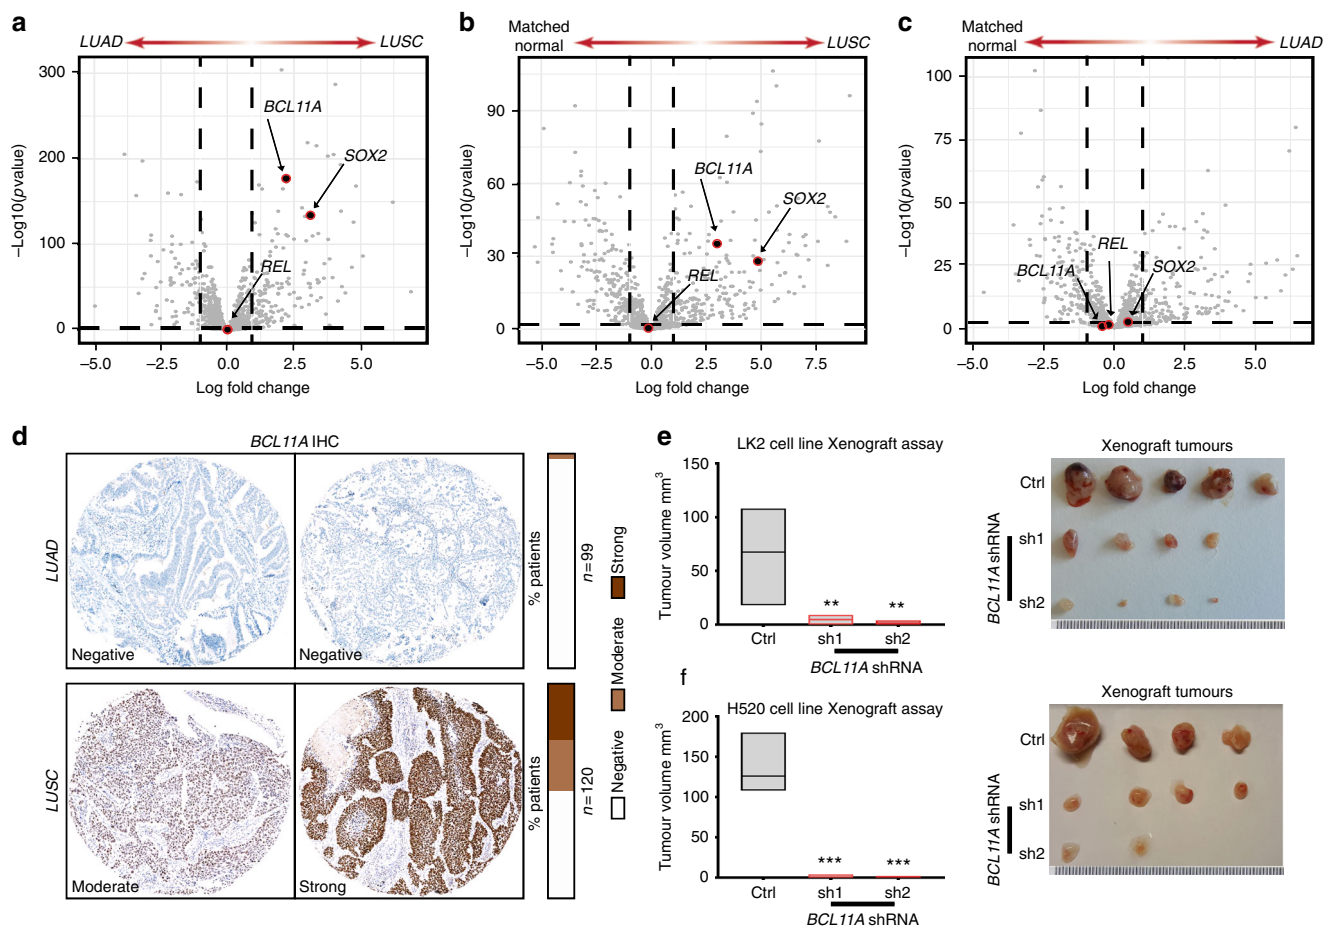 a
LUAD
LUSC
300
200
100
0
–Log10(p value)
BCL11A
SOX2
REL
–5.0 –2.5 0.0 2.5 5.0
Log fold change
b
Matched
normal
LUSC
90
60
30
0
–Log10(p value)
BCL11A
SOX2
REL
–5.0 –2.5 0.0 2.5 5.0 7.5
Log fold change
c
Matched
normal
LUAD
100
75
50
25
0
–Log10(p value)
BCL11A
REL
SOX2
–5.0 –2.5 0.0 2.5 5.0
Log fold change
d
BCL11A IHC
LUAD
Negative
Negative
% patients
n=99
LUSC
Moderate
Strong
% patients
n=120
Negative
Moderate
Strong
e
LK2 cell line Xenograft assay
Tumour volume mm3
150
100
50
0
** **
Ctrl sh1 sh2
BCL11A shRNA
Xenograft tumours
Ctrl
sh1
sh2
BCL11A shRNA
f
H520 cell line Xenograft assay
Tumour volume mm3
200
150
100
50
0
*** ***
Ctrl sh1 sh2
BCL11A shRNA
Xenograft tumours
Ctrl
sh1
sh2
BCL11A shRNA